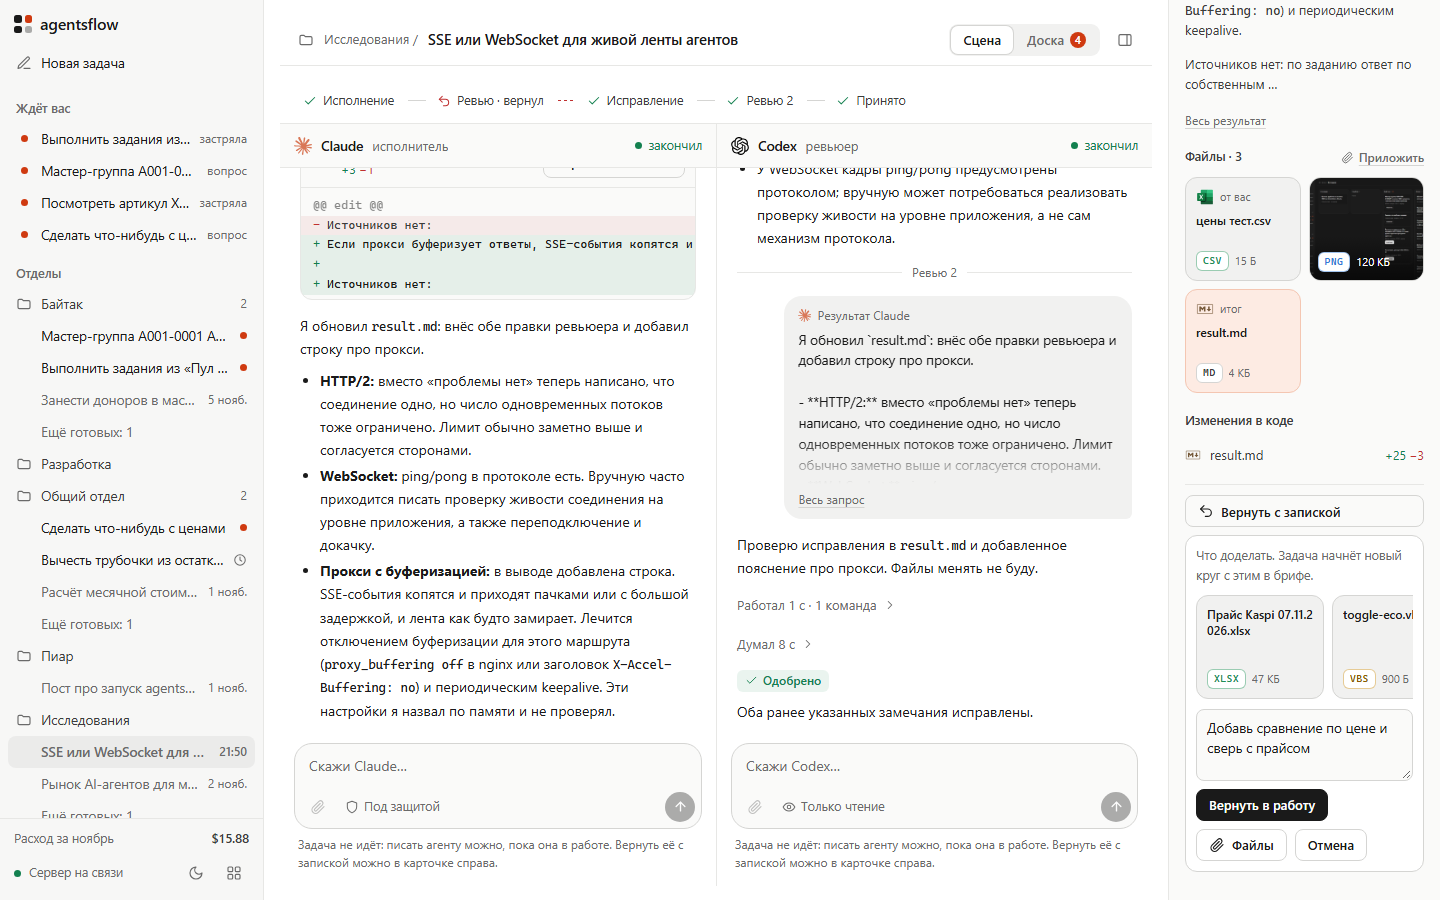 agentsflow
Новая задача
Ждёт вас
Выполнить задания из... застряла
Мастер-группа А001-0... вопрос
Посмотреть артикул X... застряла
Сделать что-нибудь с ц... вопрос
Отделы
Байтак 2
Мастер-группа А001-0001 А...
Выполнить задания из «Пул ...
Занести доноров в мас... 5 нояб.
Ещё готовых: 1
Разработка
Общий отдел 2
Сделать что-нибудь с ценами
Вычесть трубочки из остатк...
Расчёт месячной стоим... 1 нояб.
Ещё готовых: 1
Пиар
Пост про запуск agents... 1 нояб.
Исследования
SSE или WebSocket для ... 21:50
Рынок AI-агентов для м... 2 нояб.
Ещё готовых: 1
Расход за ноябрь $15.88
Сервер на связи
Исследования / SSE или WebSocket для живой ленты агентов
Сцена Доска 4
Исполнение
Ревью · вернул
Исправление
Ревью 2
Принято
Claude исполнитель закончил
+3 −1
@@ edit @@
− Источников нет:
+ Если прокси буферизует ответы, SSE-события копятся и
+
+ Источников нет:
Я обновил result.md: внёс обе правки ревьюера и добавил
строку про прокси.
• HTTP/2: вместо «проблемы нет» теперь написано, что
соединение одно, но число одновременных потоков
тоже ограничено. Лимит обычно заметно выше и
согласуется сторонами.
• WebSocket: ping/pong в протоколе есть. Вручную часто
приходится писать проверку живости соединения на
уровне приложения, а также переподключение и
докачку.
• Прокси с буферизацией: в выводе добавлена строка.
SSE-события копятся и приходят пачками или с большой
задержкой, и лента как будто замирает. Лечится
отключением буферизации для этого маршрута
(proxy_buffering off в nginx или заголовок X-Accel-
Buffering: no) и периодическим keepalive. Эти
настройки я назвал по памяти и не проверял.
Скажи Claude...
Под защитой
Задача не идёт: писать агенту можно, пока она в работе. Вернуть её с
запиской можно в карточке справа.
Codex ревьюер закончил
• У WebSocket кадры ping/pong предусмотрены
протоколом; вручную может потребоваться реализовать
проверку живости на уровне приложения, а не сам
механизм протокола.
Ревью 2
Результат Claude
Я обновил `result.md`: внёс обе правки ревьюера и
добавил строку про прокси.
- **HTTP/2:** вместо «проблемы нет» теперь
написано, что соединение одно, но число
одновременных потоков тоже ограничено. Лимит
обычно заметно выше и согласуется сторонами.
Весь запрос
Проверю исправления в result.md и добавленное
пояснение про прокси. Файлы менять не буду.
Работал 1 с · 1 команда
Думал 8 с
Одобрено
Оба ранее указанных замечания исправлены.
Скажи Codex...
Только чтение
Задача не идёт: писать агенту можно, пока она в работе. Вернуть её с
запиской можно в карточке справа.
Buffering: no) и периодическим
keepalive.
Источников нет: по заданию ответ по
собственным ...
Весь результат
Файлы · 3 Приложить
от вас
цены тест.csv
CSV 15 Б
PNG 120 КБ
итог
result.md
MD 4 КБ
Изменения в коде
result.md +25 −3
Вернуть с запиской
Что доделать. Задача начнёт новый
круг с этим в брифе.
Прайс Kaspi 07.11.2
026.xlsx
XLSX 47 КБ
toggle-eco.vl
VBS 900 Б
Добавь сравнение по цене и
сверь с прайсом
Вернуть в работу
Файлы Отмена